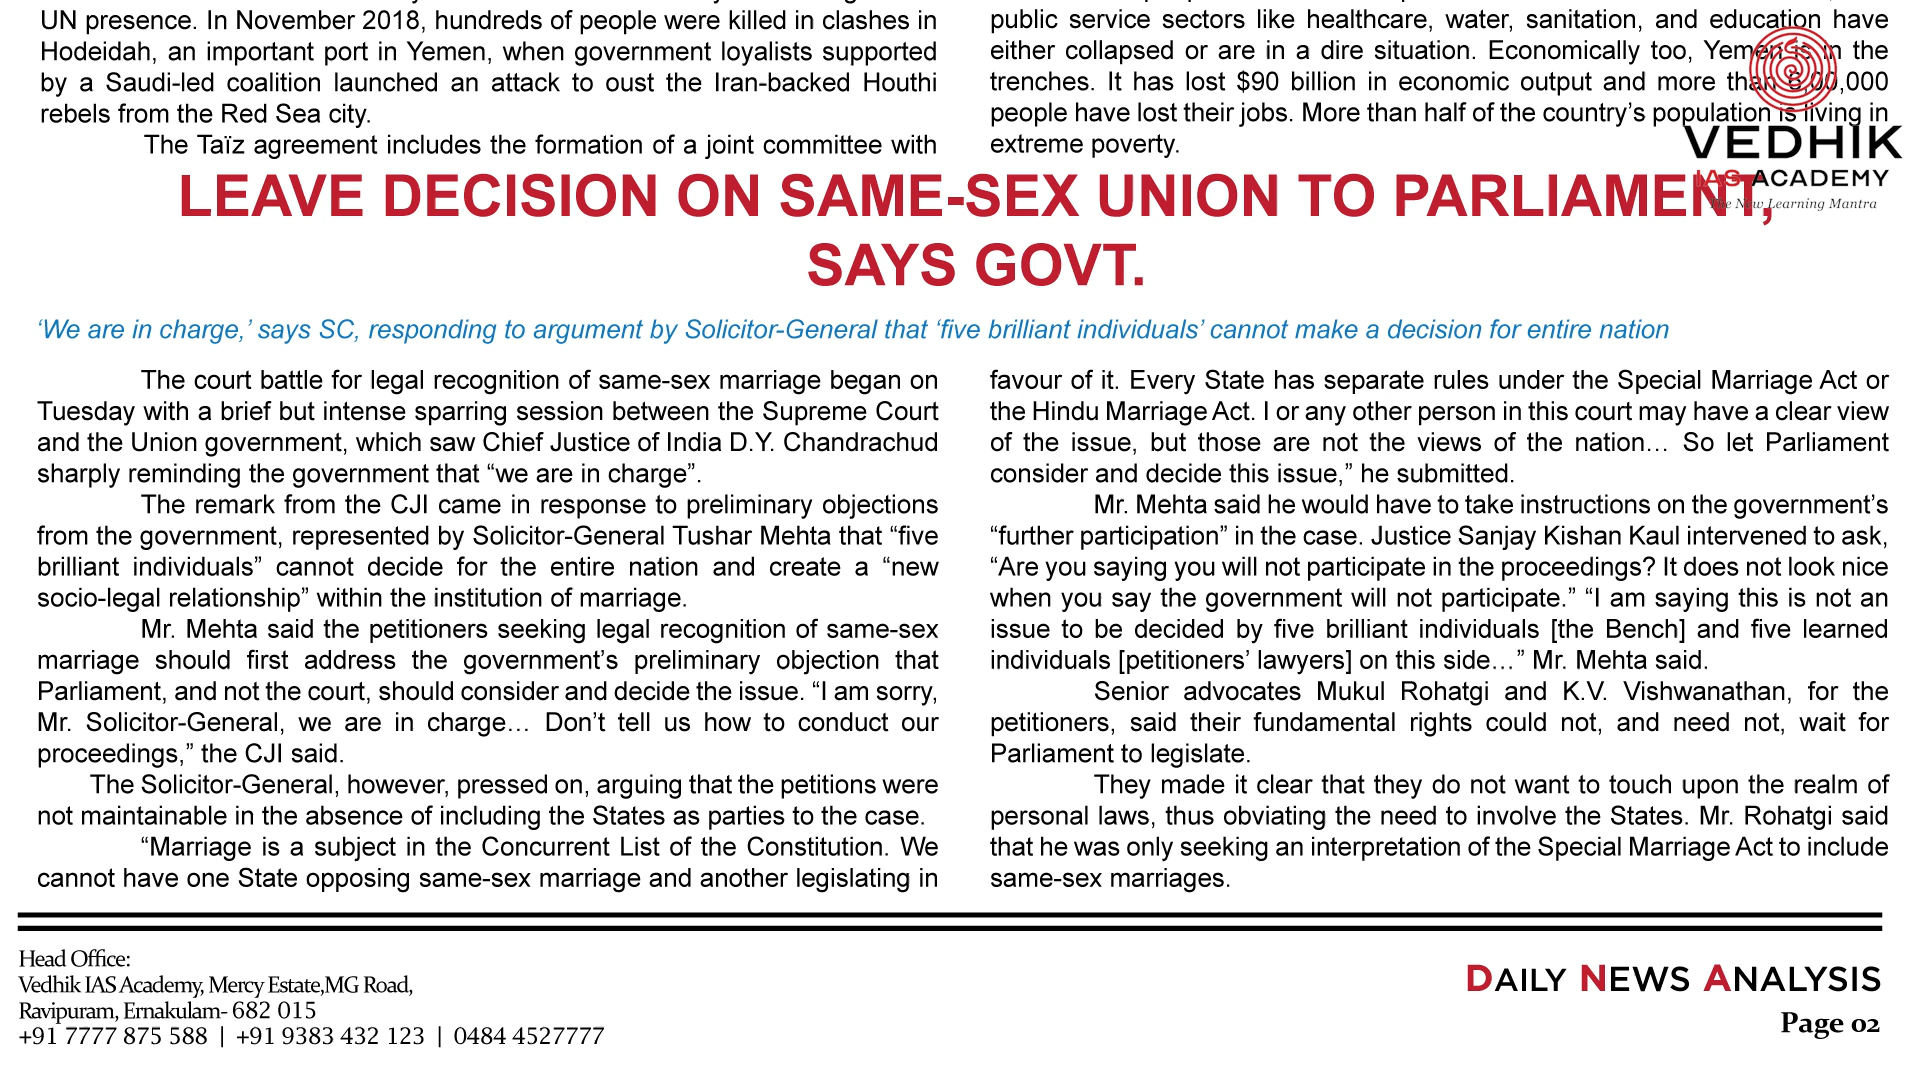 UN presence. In November 2018, hundreds of people were killed in clashes in
Hodeidah, an important port in Yemen, when government loyalists supported
by a Saudi-led coalition launched an attack to oust the Iran-backed Houthi
rebels from the Red Sea city.
The Taïz agreement includes the formation of a joint committee with
public service sectors like healthcare, water, sanitation, and education have
either collapsed or are in a dire situation. Economically too, Yemen is in the
trenches. It has lost $90 billion in economic output and more than 6,00,000
people have lost their jobs. More than half of the country’s population is living in
extreme poverty.
VEDHIK
IAS ACADEMY
The New Learning Mantra
LEAVE DECISION ON SAME-SEX UNION TO PARLIAMENT,
SAYS GOVT.
‘We are in charge,’ says SC, responding to argument by Solicitor-General that ‘five brilliant individuals’ cannot make a decision for entire nation
The court battle for legal recognition of same-sex marriage began on
Tuesday with a brief but intense sparring session between the Supreme Court
and the Union government, which saw Chief Justice of India D.Y. Chandrachud
sharply reminding the government that “we are in charge”.
The remark from the CJI came in response to preliminary objections
from the government, represented by Solicitor-General Tushar Mehta that “five
brilliant individuals” cannot decide for the entire nation and create a “new
socio-legal relationship” within the institution of marriage.
Mr. Mehta said the petitioners seeking legal recognition of same-sex
marriage should first address the government’s preliminary objection that
Parliament, and not the court, should consider and decide the issue. “I am sorry,
Mr. Solicitor-General, we are in charge… Don’t tell us how to conduct our
proceedings,” the CJI said.
The Solicitor-General, however, pressed on, arguing that the petitions were
not maintainable in the absence of including the States as parties to the case.
“Marriage is a subject in the Concurrent List of the Constitution. We
cannot have one State opposing same-sex marriage and another legislating in
favour of it. Every State has separate rules under the Special Marriage Act or
the Hindu Marriage Act. I or any other person in this court may have a clear view
of the issue, but those are not the views of the nation… So let Parliament
consider and decide this issue,” he submitted.
Mr. Mehta said he would have to take instructions on the government’s
“further participation” in the case. Justice Sanjay Kishan Kaul intervened to ask,
“Are you saying you will not participate in the proceedings? It does not look nice
when you say the government will not participate.” “I am saying this is not an
issue to be decided by five brilliant individuals [the Bench] and five learned
individuals [petitioners’ lawyers] on this side…” Mr. Mehta said.
Senior advocates Mukul Rohatgi and K.V. Vishwanathan, for the
petitioners, said their fundamental rights could not, and need not, wait for
Parliament to legislate.
They made it clear that they do not want to touch upon the realm of
personal laws, thus obviating the need to involve the States. Mr. Rohatgi said
that he was only seeking an interpretation of the Special Marriage Act to include
same-sex marriages.
Head Office:
Vedhik IAS Academy, Mercy Estate,MG Road,
Ravipuram, Ernakulam- 682 015
+91 7777 875 588 | +91 9383 432 123 | 0484 4527777
DAILY NEWS ANALYSIS
Page 02